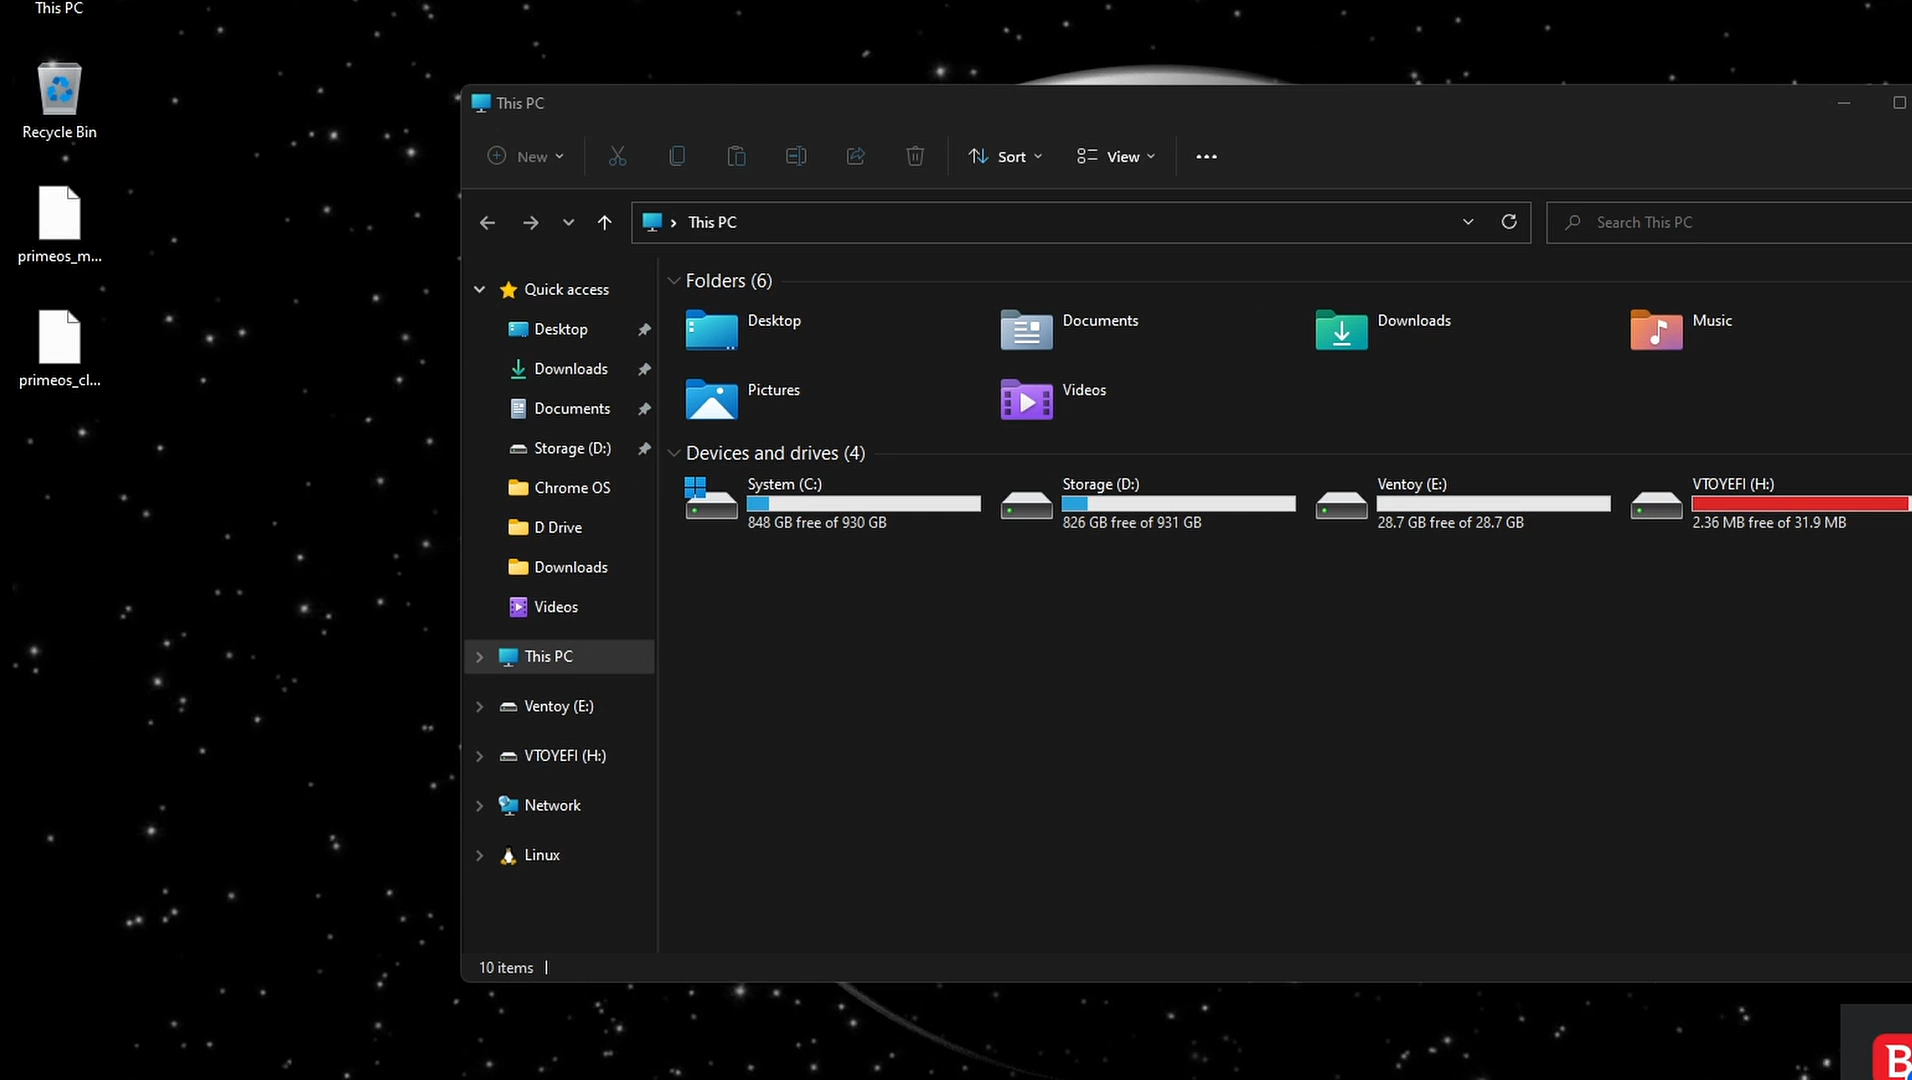 This PC
Recycle Bin
primeos_m...
primeos_cl...
This PC
New
Sort
View
This PC
Search This PC
Quick access
Desktop
Downloads
Documents
Storage (D:)
Chrome OS
D Drive
Downloads
Videos
This PC
Ventoy (E:)
VTOYEFI (H:)
Network
Linux
Folders (6)
Desktop
Documents
Downloads
Music
Pictures
Videos
Devices and drives (4)
System (C:)
848 GB free of 930 GB
Storage (D:)
826 GB free of 931 GB
Ventoy (E:)
28.7 GB free of 28.7 GB
VTOYEFI (H:)
2.36 MB free of 31.9 MB
10 items
B